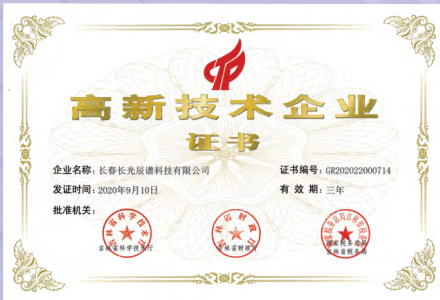 高新技术企业
证书
企业名称：长春长光辰谱科技有限公司
证书编号：GR202022000714
发证时间：2020年9月10日
有 效 期：三年
批准机关：
吉林省科学技术厅
吉林省财政厅
国家税务总局
吉林省税务局